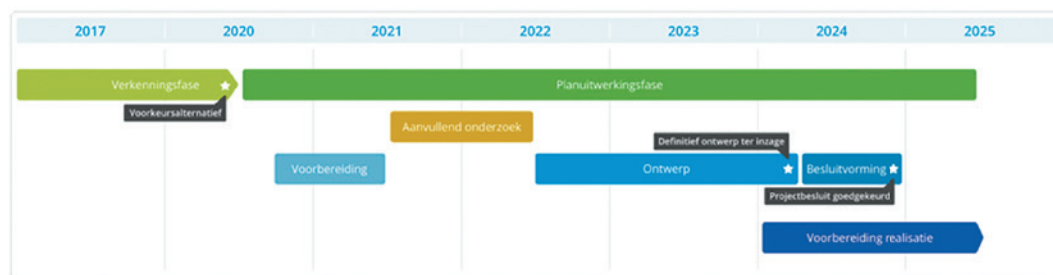 2017 2020 2021 2022 2023 2024 2025
Verkenningsfase Planuitwerkingsfase
Voorkeursalternatief
Aanvullend onderzoek
Definitief ontwerp ter inzage
Voorbereiding Ontwerp Besluitvorming
Projectbesluit goedgekeurd
Voorbereiding realisatie